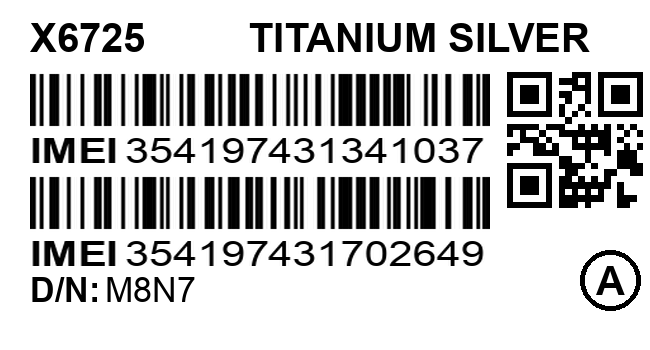 X6725 TITANIUM SILVER
IMEI 354197431341037
IMEI 354197431702649
D/N: M8N7
A